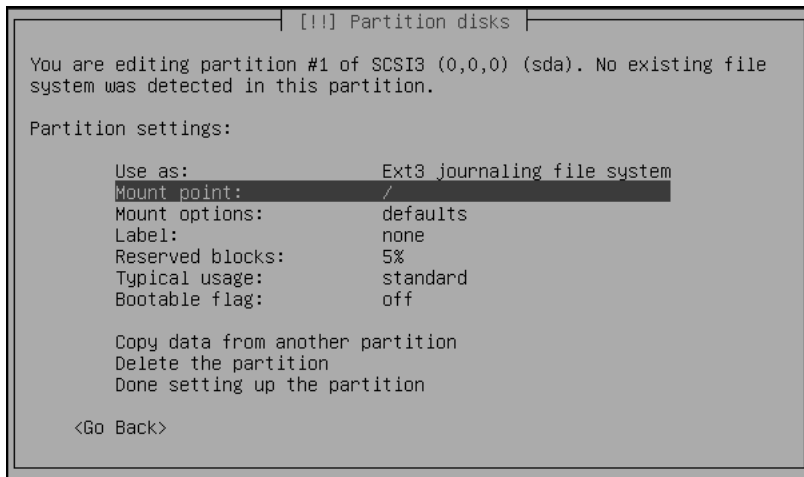 [!!] Partition disks
You are editing partition #1 of SCSI3 (0,0,0) (sda). No existing file
system was detected in this partition.
Partition settings:
Use as: Ext3 journaling file system
Mount point: /
Mount options: defaults
Label: none
Reserved blocks: 5%
Typical usage: standard
Bootable flag: off
Copy data from another partition
Delete the partition
Done setting up the partition
<Go Back>